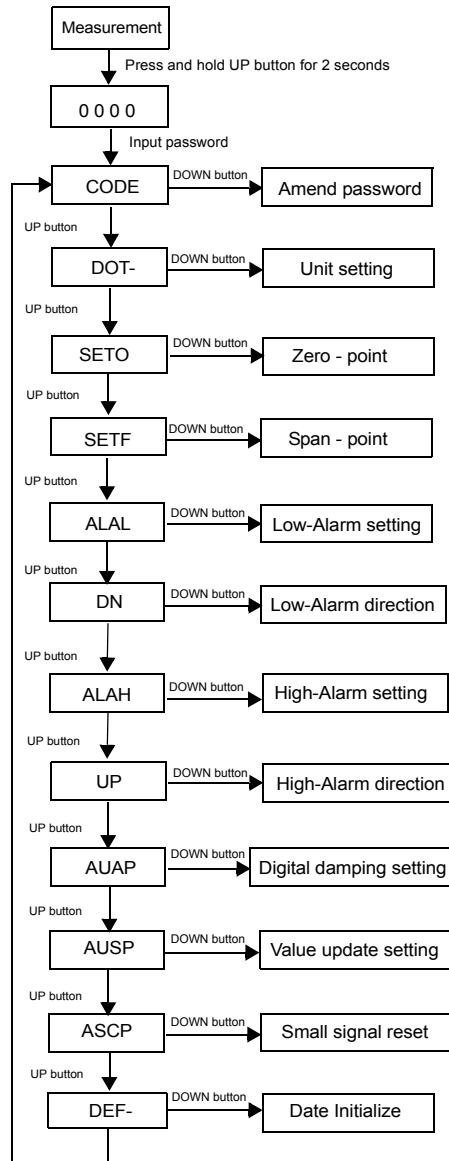 Measurement
Press and hold UP button for 2 seconds
0 0 0 0
Input password
CODE
DOWN button
Amend password
UP button
DOT-
DOWN button
Unit setting
UP button
SETO
DOWN button
Zero - point
UP button
SETF
DOWN button
Span - point
UP button
ALAL
DOWN button
Low-Alarm setting
UP button
DN
DOWN button
Low-Alarm direction
UP button
ALAH
DOWN button
High-Alarm setting
UP button
UP
DOWN button
High-Alarm direction
UP button
AUAP
DOWN button
Digital damping setting
UP button
AUSP
DOWN button
Value update setting
UP button
ASCP
DOWN button
Small signal reset
UP button
DEF-
DOWN button
Date Initialize